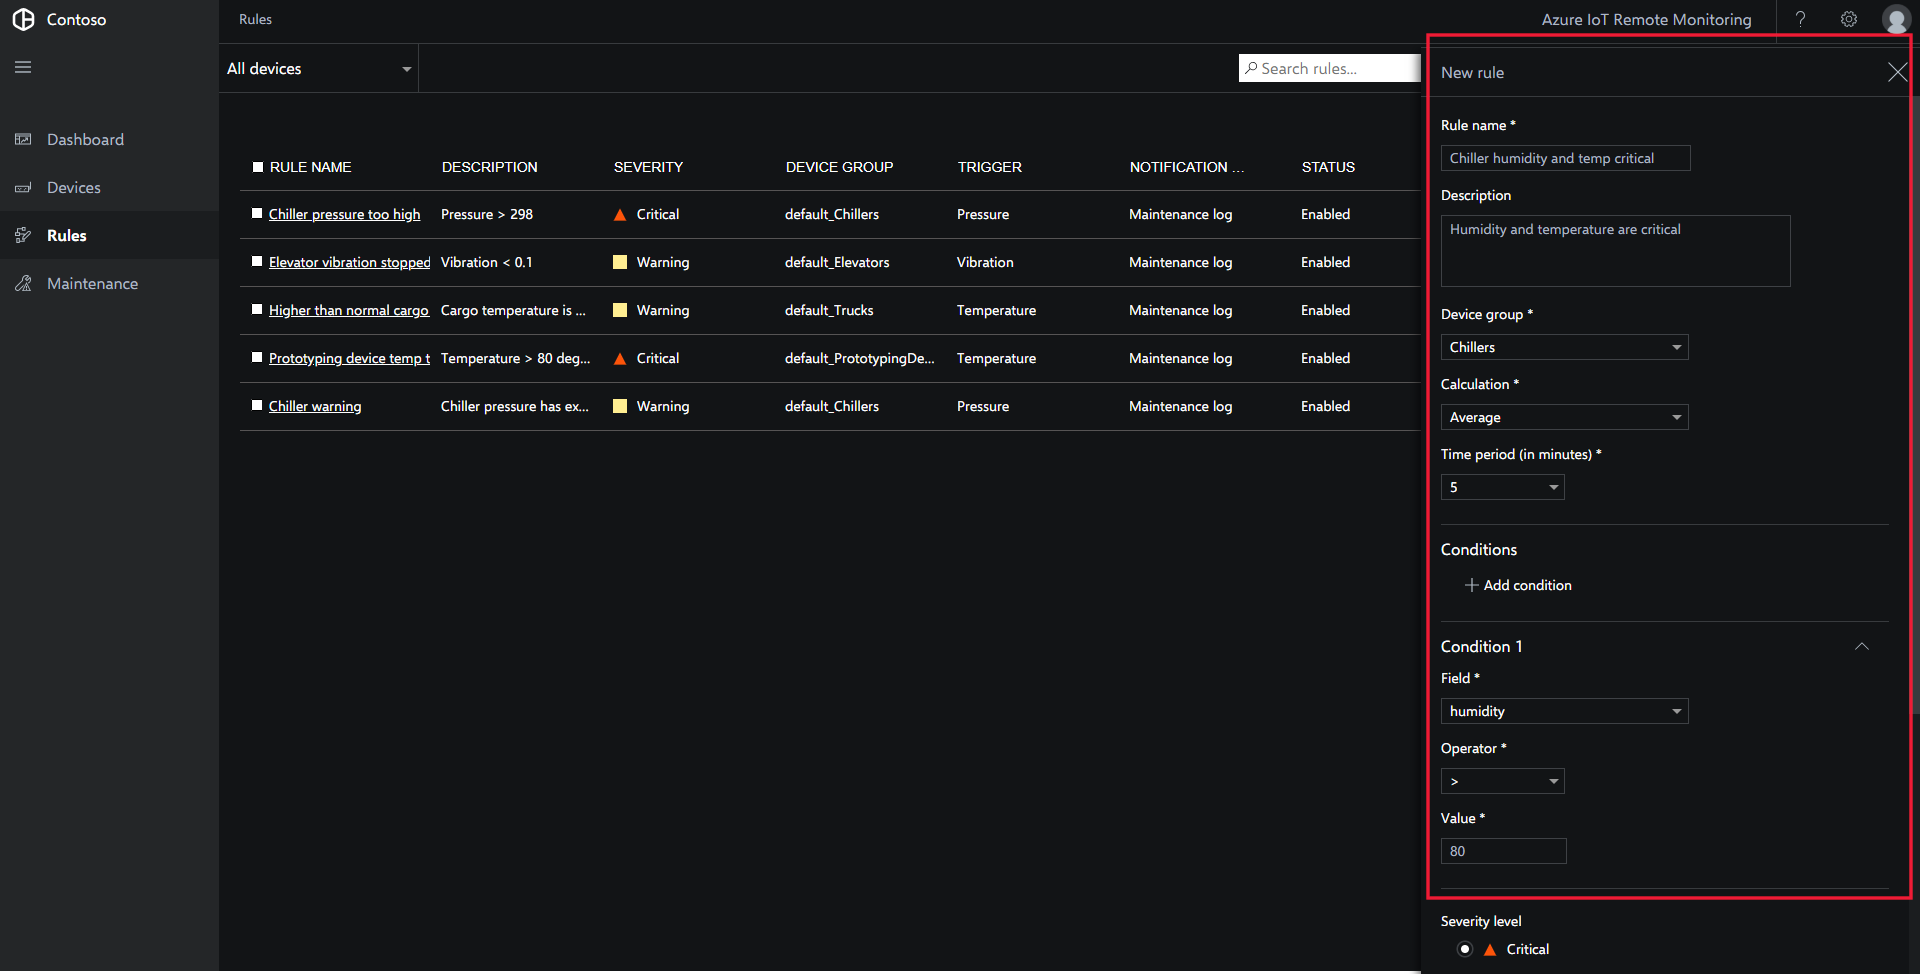 Contoso
Rules
Azure IoT Remote Monitoring
?
All devices
Search rules...
Dashboard
Devices
Rules
Maintenance
RULE NAME DESCRIPTION SEVERITY DEVICE GROUP TRIGGER NOTIFICATION ... STATUS
Chiller pressure too high Pressure > 298 Critical default_Chillers Pressure Maintenance log Enabled
Elevator vibration stopped Vibration < 0.1 Warning default_Elevators Vibration Maintenance log Enabled
Higher than normal cargo Cargo temperature is ... Warning default_Trucks Temperature Maintenance log Enabled
Prototyping device temp t Temperature > 80 deg... Critical default_PrototypingDe... Temperature Maintenance log Enabled
Chiller warning Chiller pressure has ex... Warning default_Chillers Pressure Maintenance log Enabled
New rule
Rule name *
Chiller humidity and temp critical
Description
Humidity and temperature are critical
Device group *
Chillers
Calculation *
Average
Time period (in minutes) *
5
Conditions
+ Add condition
Condition 1
Field *
humidity
Operator *
>
Value *
80
Severity level
Critical